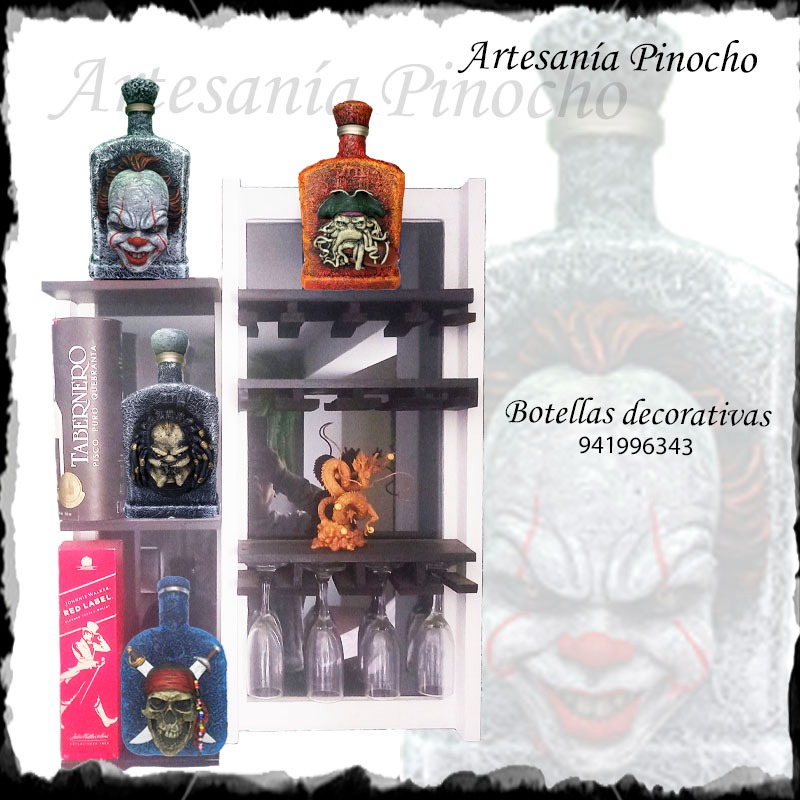 Artesanía Pinocho
Artesanía Pinocho
TABERNERO
PISCO PURO QUEBRANTA
Botellas decorativas
941996343
JOHNNIE WALKER
RED LABEL